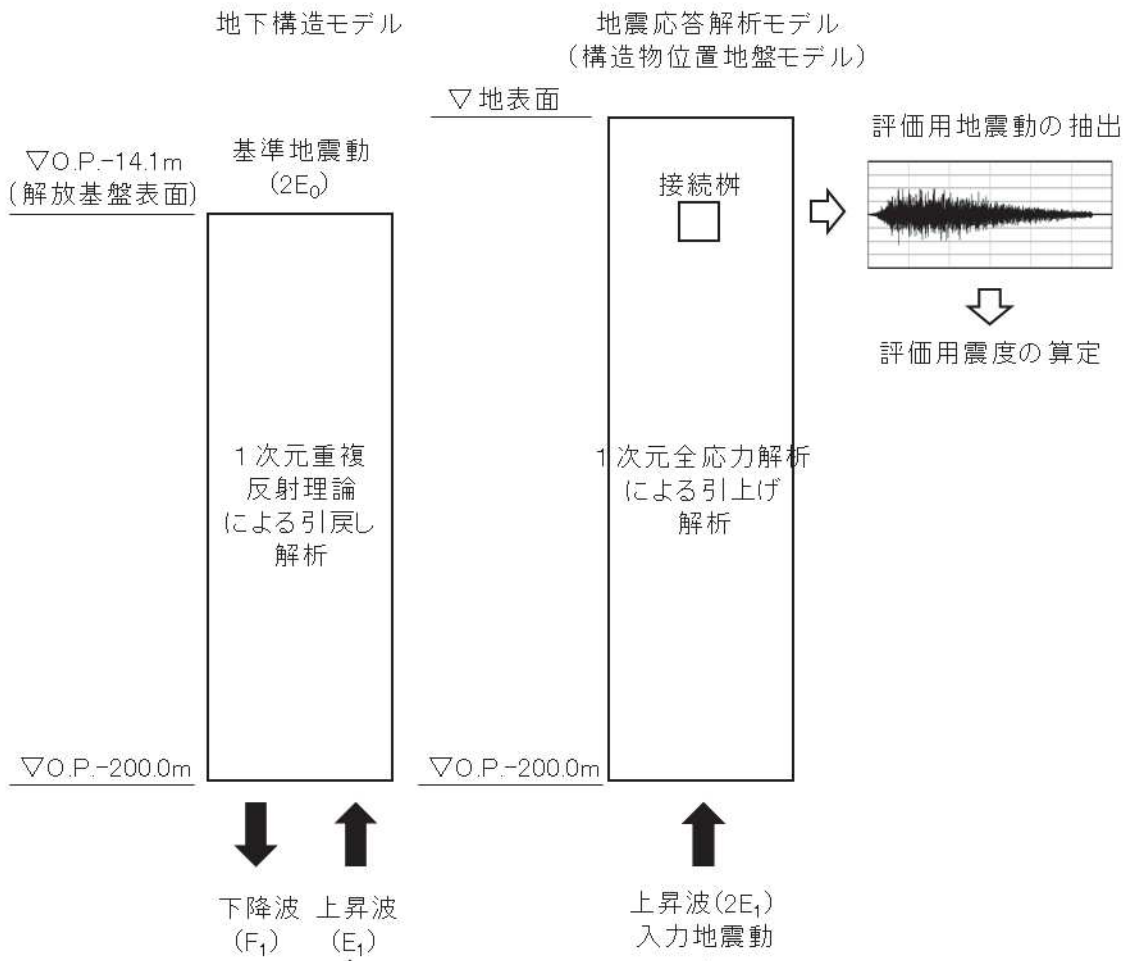 地下構造モデル
▽O.P.-14.1m
(解放基盤表面)
基準地震動
(2E₀)
1次元重複
反射理論
による引戻し
解析
▽O.P.-200.0m
下降波
(F₁)
上昇波
(E₁)
地震応答解析モデル
(構造物位置地盤モデル)
▽地表面
接続桝
1次元全応力解析
による引上げ
解析
▽O.P.-200.0m
上昇波(2E₁)
入力地震動
評価用地震動の抽出
評価用震度の算定